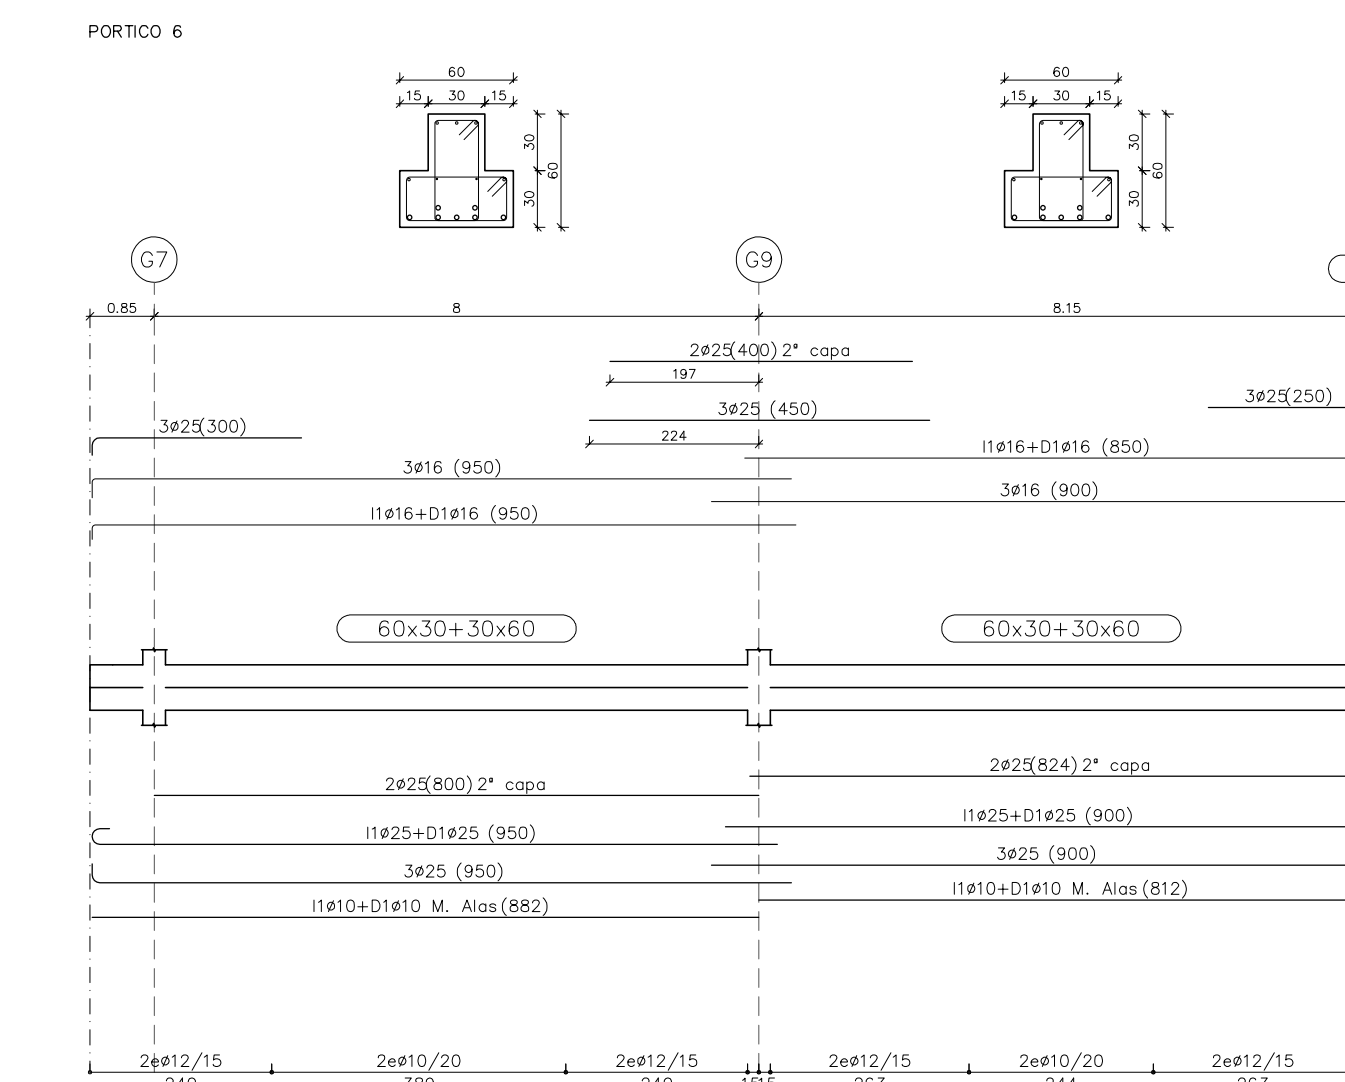 PORTICO 6
60 60
15 30 15 15 30 15
30 30
60 60
30 30
G7 G9
0.85 8 8.15
2ø25(400) 2ª capa
197
3ø25(250)
3ø25 (450)
3ø25(300)
224
I1ø16+D1ø16 (850)
3ø16 (950)
3ø16 (900)
I1ø16+D1ø16 (950)
60x30+30x60 60x30+30x60
2ø25(824) 2ª capa
2ø25(800) 2ª capa
I1ø25+D1ø25 (900)
I1ø25+D1ø25 (950)
3ø25 (900)
3ø25 (950)
I1ø10+D1ø10 M. Alas(812)
I1ø10+D1ø10 M. Alas(882)
2eø12/15 2eø10/20 2eø12/15 2eø12/15 2eø10/20 2eø12/15